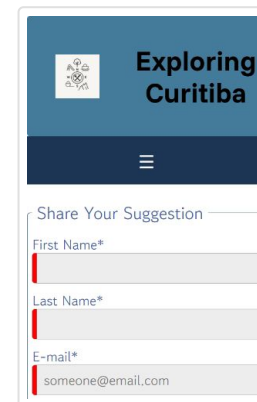 Exploring
Curitiba
☰
Share Your Suggestion
First Name*
Last Name*
E-mail*
someone@email.com